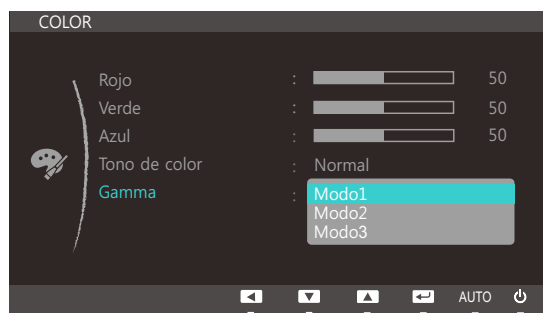 COLOR
Rojo : 50
Verde : 50
Azul : 50
Tono de color : Normal
Gamma : Modo1
Modo2
Modo3
AUTO